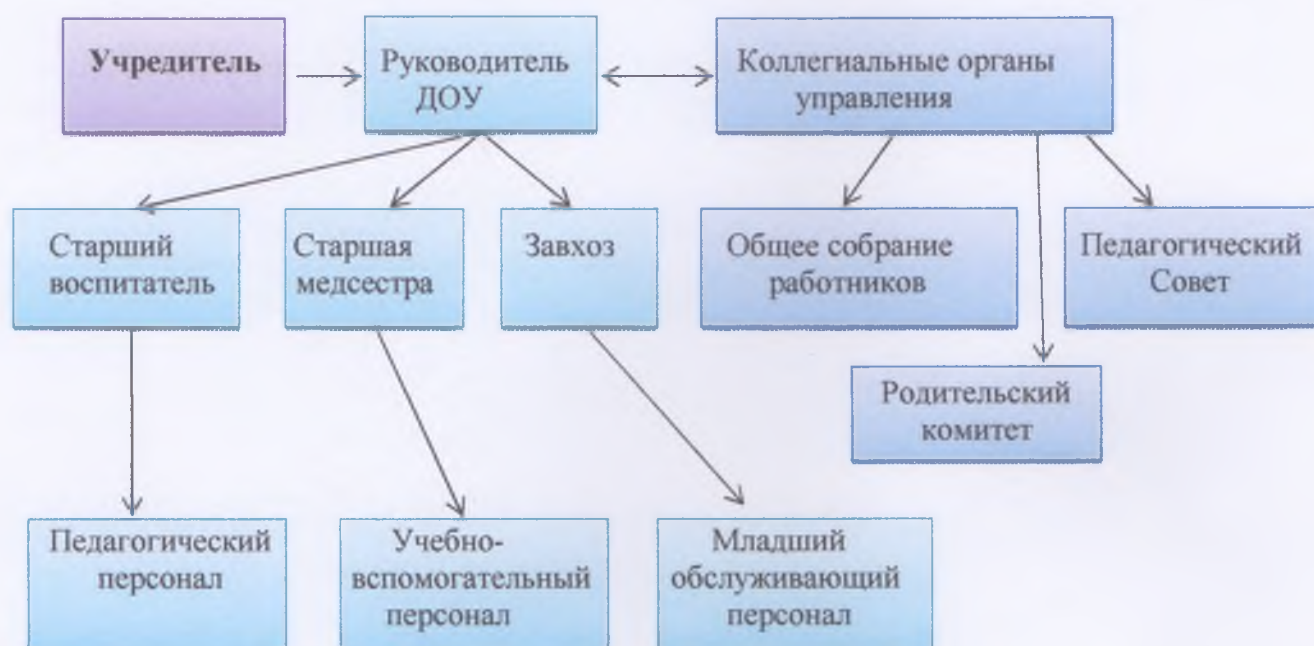 Учредитель
Руководитель
ДОУ
Коллегиальные органы
управления
Старший
воспитатель
Старшая
медсестра
Завхоз
Общее собрание
работников
Педагогический
Совет
Родительский
комитет
Педагогический
персонал
Учебно-
вспомогательный
персонал
Младший
обслуживающий
персонал